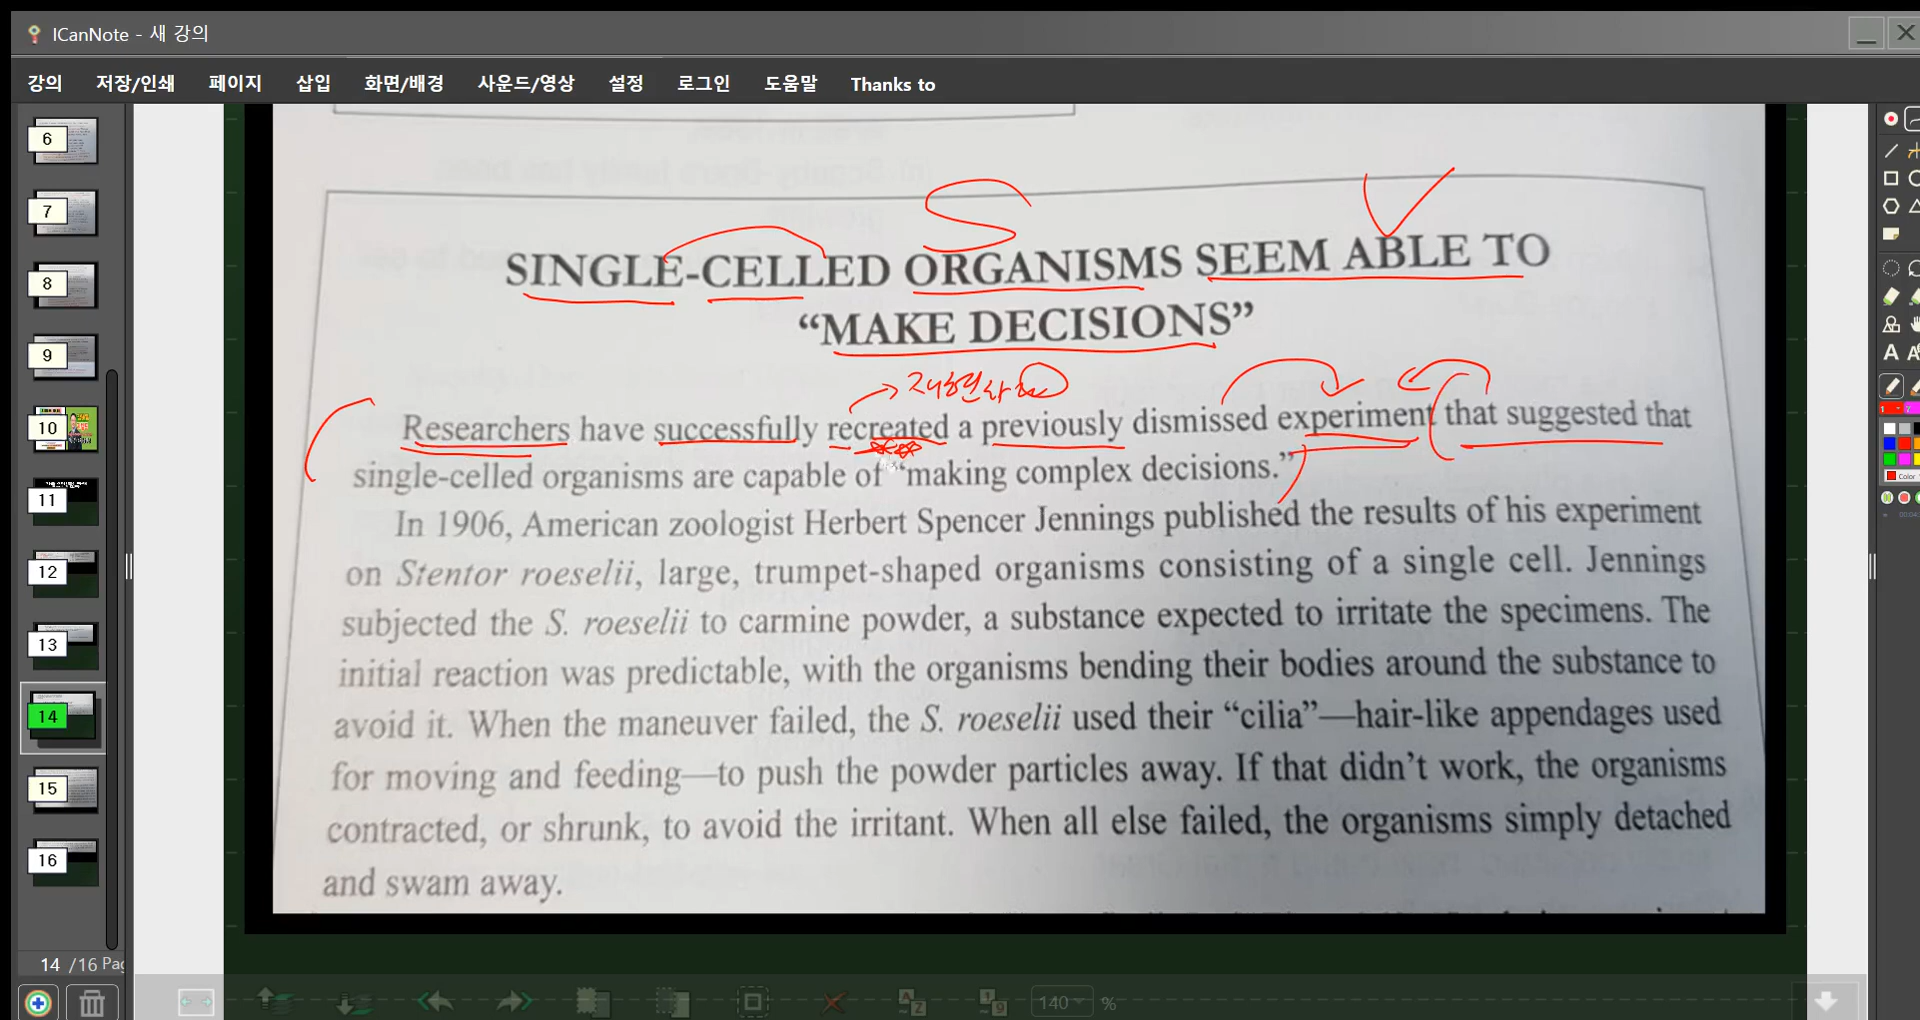 ICanNote - 새 강의
강의 저장/인쇄 페이지 삽입 화면/배경 사운드/영상 설정 로그인 도움말 Thanks to
6
7
8
9
10
11
12
13
14
15
16
14 /16 Pag
S V
SINGLE-CELLED ORGANISMS SEEM ABLE TO
“MAKE DECISIONS”
Researchers have successfully recreated a previously dismissed experiment that suggested that
single-celled organisms are capable of “making complex decisions.”
In 1906, American zoologist Herbert Spencer Jennings published the results of his experiment
on Stentor roeselii, large, trumpet-shaped organisms consisting of a single cell. Jennings
subjected the S. roeselii to carmine powder, a substance expected to irritate the specimens. The
initial reaction was predictable, with the organisms bending their bodies around the substance to
avoid it. When the maneuver failed, the S. roeselii used their “cilia”—hair-like appendages used
for moving and feeding—to push the powder particles away. If that didn’t work, the organisms
contracted, or shrunk, to avoid the irritant. When all else failed, the organisms simply detached
and swam away.
140 %
Color